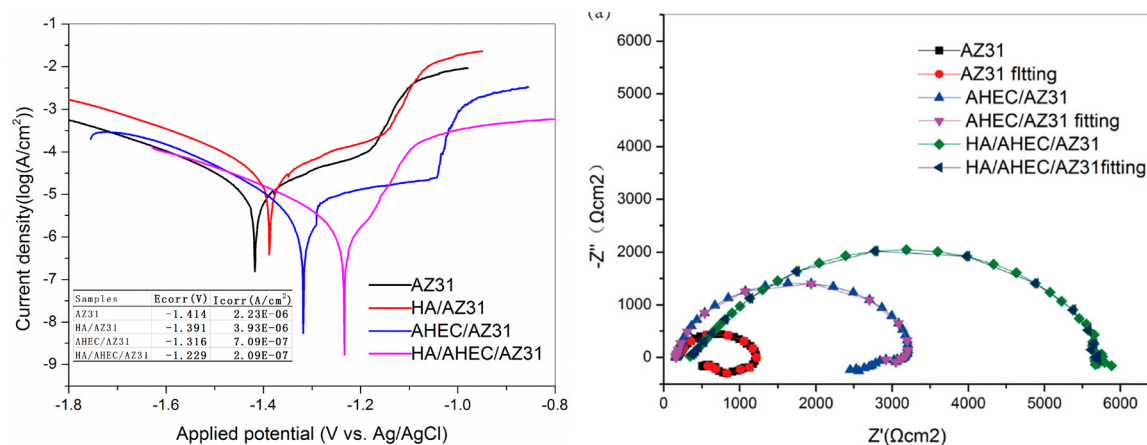 -1
-2
-3
-4
-5
-6
-7
-8
-9
Current density(log(A/cm²))
-1.8
-1.6
-1.4
-1.2
-1.0
-0.8
Applied potential (V vs. Ag/AgCl)
AZ31
HA/AZ31
AHEC/AZ31
HA/AHEC/AZ31
Samples Ecorr(V) Icorr(A/cm²)
AZ31 -1.414 2.23E-06
HA/AZ31 -1.391 3.93E-06
AHEC/AZ31 -1.316 7.09E-07
HA/AHEC/AZ31 -1.229 2.09E-07
(a)
6000
5000
4000
3000
2000
1000
0
-Z'' (Ωcm2)
0
1000
2000
3000
4000
5000
6000
Z'(Ωcm2)
AZ31
AZ31 fItting
AHEC/AZ31
AHEC/AZ31 fitting
HA/AHEC/AZ31
HA/AHEC/AZ31fitting